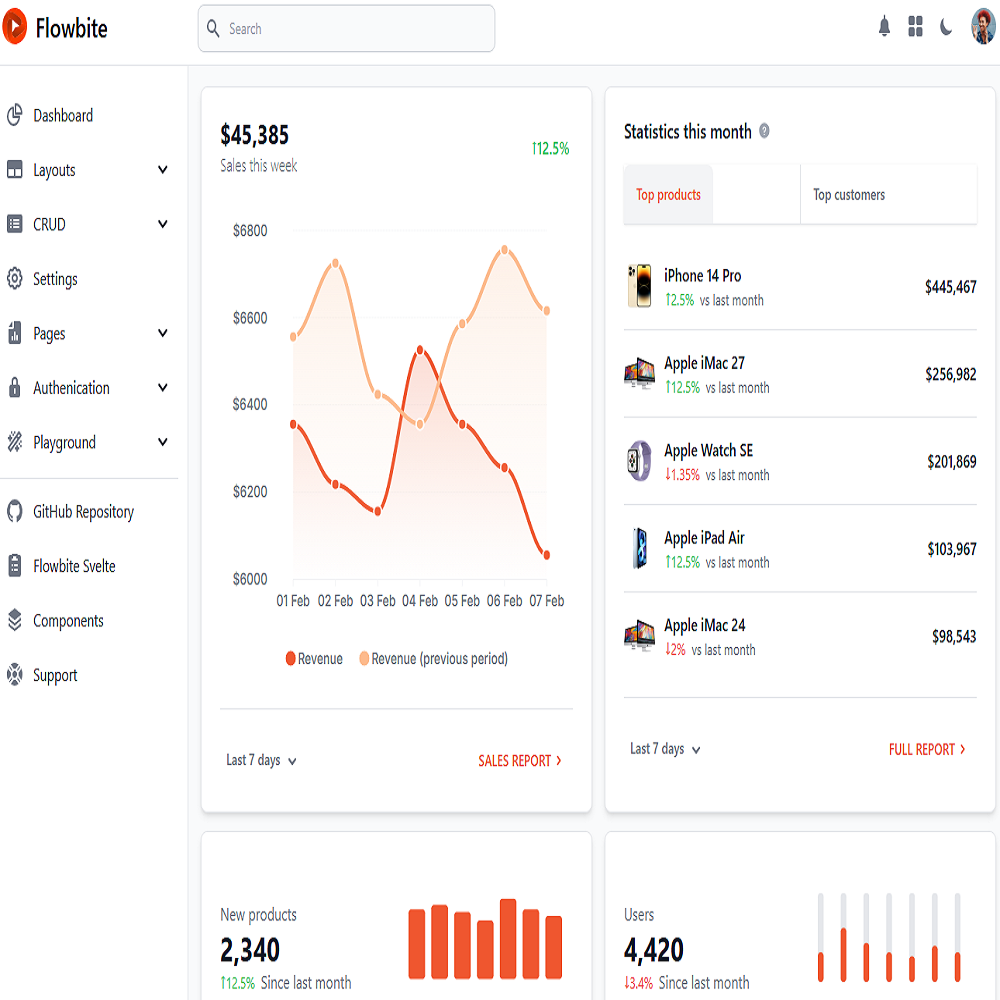 Flowbite
Search
Dashboard
Layouts
CRUD
Settings
Pages
Authenication
Playground
GitHub Repository
Flowbite Svelte
Components
Support
$45,385
Sales this week
↑12.5%
$6800
$6600
$6400
$6200
$6000
01 Feb 02 Feb 03 Feb 04 Feb 05 Feb 06 Feb 07 Feb
Revenue Revenue (previous period)
Last 7 days
SALES REPORT
Statistics this month
Top products Top customers
iPhone 14 Pro
↑2.5% vs last month
$445,467
Apple iMac 27
↑12.5% vs last month
$256,982
Apple Watch SE
↓1.35% vs last month
$201,869
Apple iPad Air
↑12.5% vs last month
$103,967
Apple iMac 24
↓2% vs last month
$98,543
Last 7 days
FULL REPORT
New products
2,340
↑12.5% Since last month
Users
4,420
↓3.4% Since last month